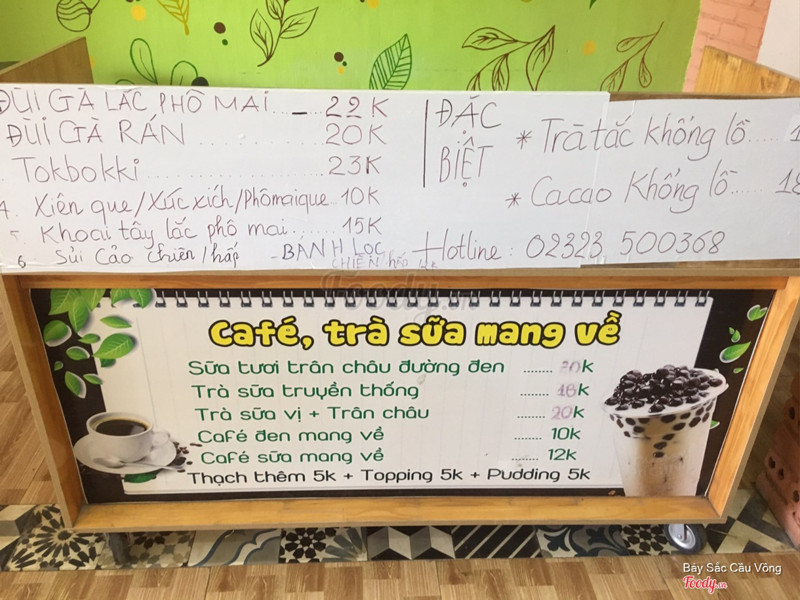 ĐÙI GÀ LẮC PHÔ MAI 22K
ĐÙI GÀ RÁN 20K
Tokbokki 23K
4. Xiên que/Xúc xích/Phômaique 10K
5. Khoai tây lắc phô mai 15K
6 Sủi cảo chiên/hấp - BÁNH LỌC
CHIÊN hấp
ĐẶC BIỆT
* Trà tắc khổng lồ
* Cacao Khổng lồ
Hotline: 02323 500368
Foody.vn
Café, trà sữa mang về
Sữa tươi trân châu đường đen ........ 20k
Trà sữa truyền thống ........ 18k
Trà sữa vị + Trân châu ........ 20k
Café đen mang về ........ 10k
Café sữa mang về ........ 12k
Thạch thêm 5k + Topping 5k + Pudding 5k
Bảy Sắc Cầu Vồng
Foody.vn